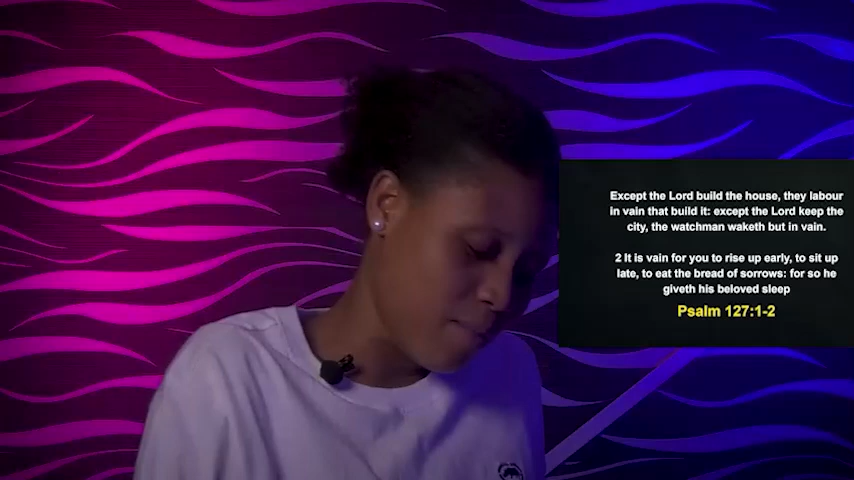 Except the Lord build the house, they labour
in vain that build it: except the Lord keep the
city, the watchman waketh but in vain.
2 It is vain for you to rise up early, to sit up
late, to eat the bread of sorrows: for so he
giveth his beloved sleep
Psalm 127:1-2